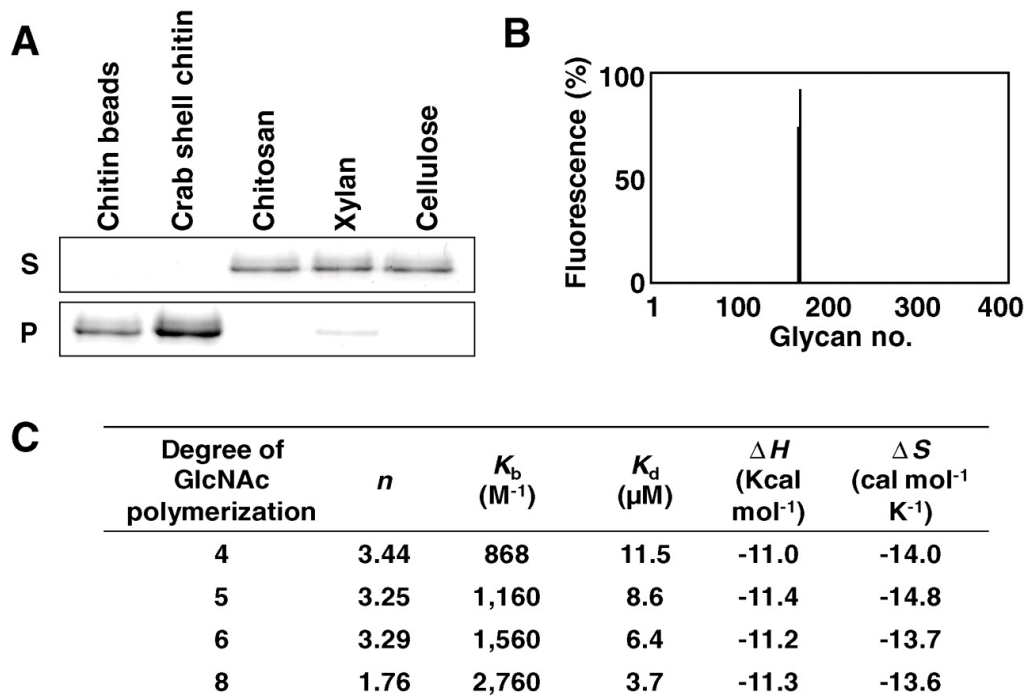 A
Chitin beads
Crab shell chitin
Chitosan
Xylan
Cellulose
S
P
B
Fluorescence (%)
100
50
0
1 100 200 300 400
Glycan no.
C
Degree of GlcNAc polymerization n Kb (M-1) Kd (μM) ΔH (Kcal mol-1) ΔS (cal mol-1 K-1)
4 3.44 868 11.5 -11.0 -14.0
5 3.25 1,160 8.6 -11.4 -14.8
6 3.29 1,560 6.4 -11.2 -13.7
8 1.76 2,760 3.7 -11.3 -13.6